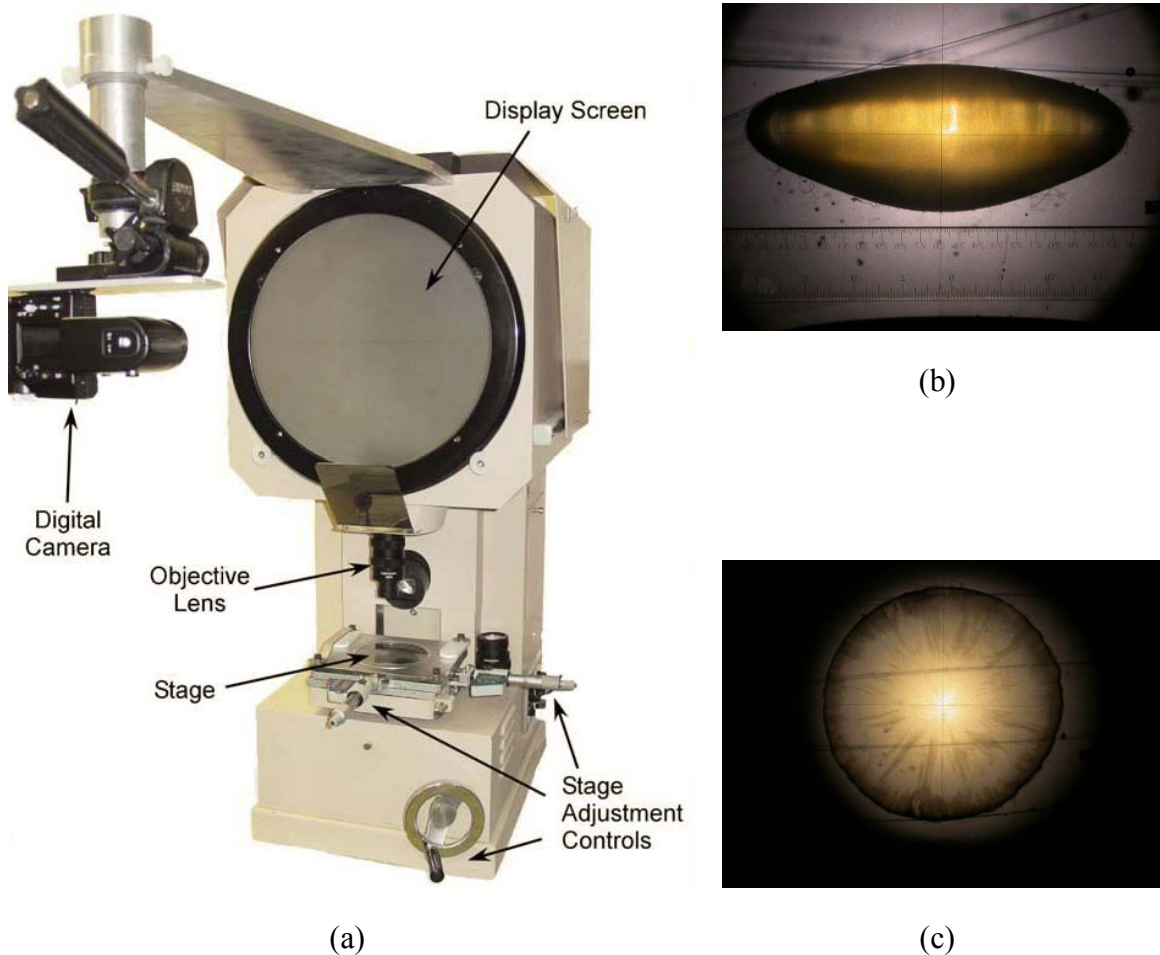 Display Screen
Digital
Camera
Objective
Lens
Stage
Stage
Adjustment
Controls
(a)
(b)
(c)